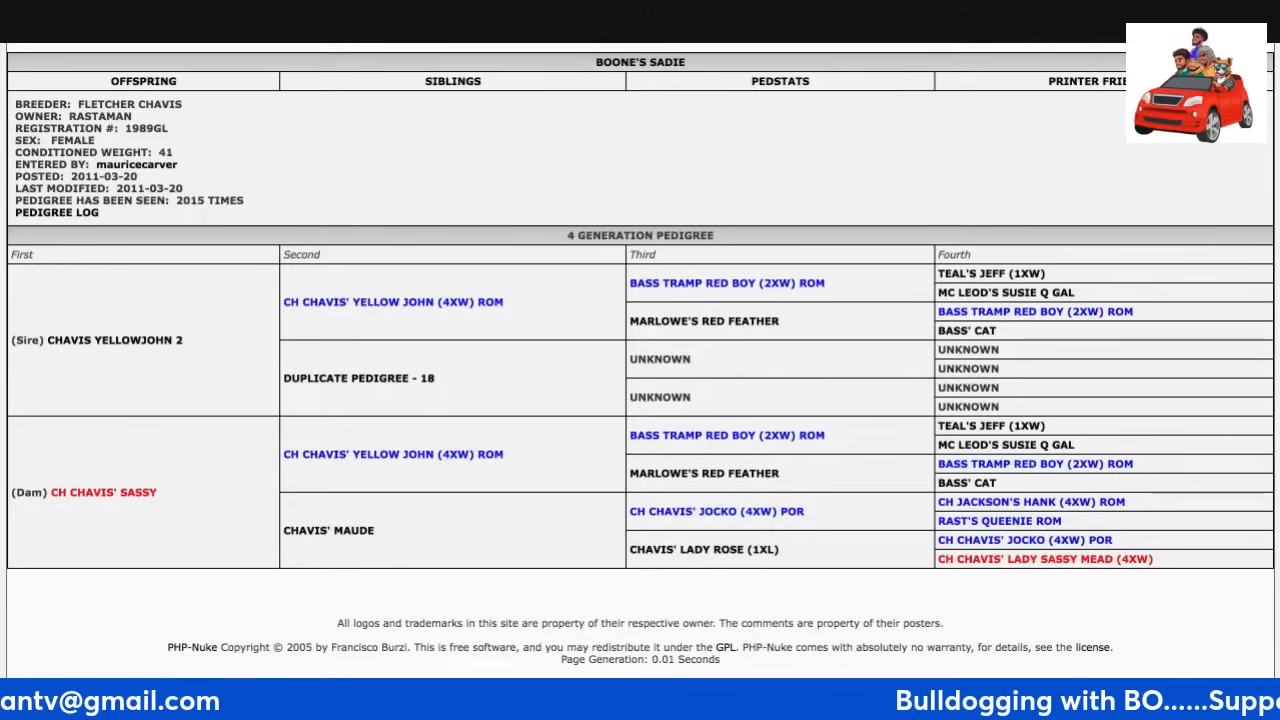 BOONE'S SADIE
OFFSPRING SIBLINGS PEDSTATS PRINTER
BREEDER: FLETCHER CHAVIS
OWNER: RASTAMAN
REGISTRATION #: 1989GL
SEX: FEMALE
CONDITIONED WEIGHT: 41
ENTERED BY: mauricecarver
POSTED: 2011-03-20
LAST MODIFIED: 2011-03-20
PEDIGREE HAS BEEN SEEN: 2015 TIMES
PEDIGREE LOG
4 GENERATION PEDIGREE
First Second Third Fourth
TEAL'S JEFF (1XW)
BASS TRAMP RED BOY (2XW) ROM
MC LEOD'S SUSIE Q GAL
CH CHAVIS' YELLOW JOHN (4XW) ROM
BASS TRAMP RED BOY (2XW) ROM
MARLOWE'S RED FEATHER
BASS' CAT
(Sire) CHAVIS YELLOWJOHN 2
UNKNOWN
UNKNOWN
UNKNOWN
DUPLICATE PEDIGREE - 18
UNKNOWN
UNKNOWN
UNKNOWN
TEAL'S JEFF (1XW)
BASS TRAMP RED BOY (2XW) ROM
MC LEOD'S SUSIE Q GAL
CH CHAVIS' YELLOW JOHN (4XW) ROM
BASS TRAMP RED BOY (2XW) ROM
MARLOWE'S RED FEATHER
BASS' CAT
(Dam) CH CHAVIS' SASSY
CH JACKSON'S HANK (4XW) ROM
CH CHAVIS' JOCKO (4XW) POR
RAST'S QUEENIE ROM
CHAVIS' MAUDE
CH CHAVIS' JOCKO (4XW) POR
CHAVIS' LADY ROSE (1XL)
CH CHAVIS' LADY SASSY MEAD (4XW)
All logos and trademarks in this site are property of their respective owner. The comments are property of their posters.
PHP-Nuke Copyright © 2005 by Francisco Burzi. This is free software, and you may redistribute it under the GPL. PHP-Nuke comes with absolutely no warranty, for details, see the license.
Page Generation: 0.01 Seconds
antv@gmail.com Bulldogging with BO......Supp